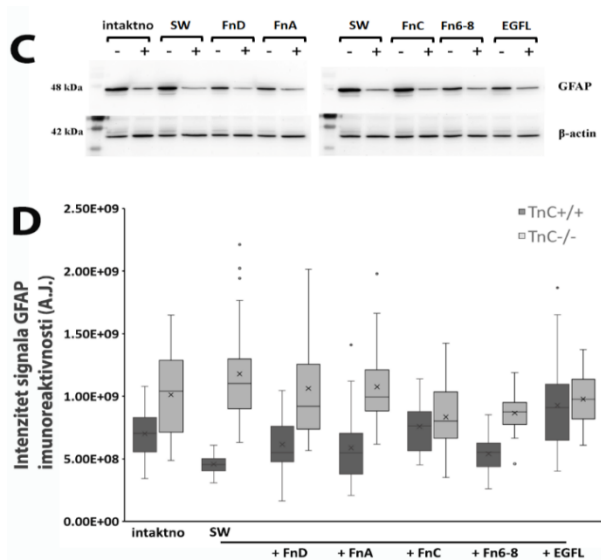 C
intaktno SW FnD FnA SW FnC Fn6-8 EGFL
- + - + - + - + - + - + - + - +
48 kDa GFAP
42 kDa β-actin
D
Intenzitet signala GFAP
imunoreaktivnosti (A.J.)
2.50E+09
2.00E+09
1.50E+09
1.00E+09
5.00E+08
0.00E+00
TnC+/+
TnC-/-
intaktno SW
+ FnD + FnA + FnC + Fn6-8 + EGFL